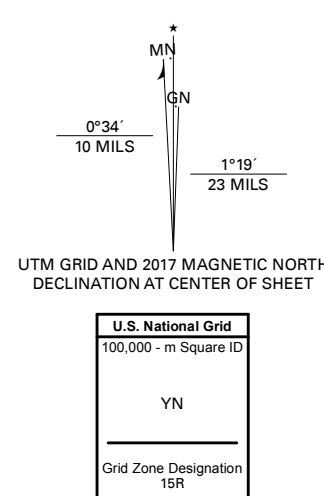 ★
MN
GN
0°34´
10 MILS
1°19´
23 MILS
UTM GRID AND 2017 MAGNETIC NORTH
DECLINATION AT CENTER OF SHEET
U.S. National Grid
100,000 - m Square ID
YN
Grid Zone Designation
15R